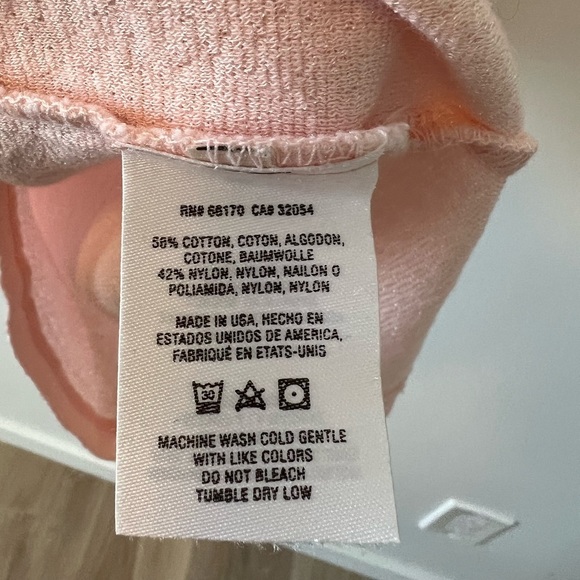 RN# 66170 CA# 32054
58% COTTON, COTON, ALGODON,
COTONE, BAUMWOLLE
42% NYLON, NYLON, NAILON O
POLIAMIDA, NYLON, NYLON
MADE IN USA, HECHO EN
ESTADOS UNIDOS DE AMERICA,
FABRIQUÉ EN ETATS-UNIS
30
MACHINE WASH COLD GENTLE
WITH LIKE COLORS
DO NOT BLEACH
TUMBLE DRY LOW